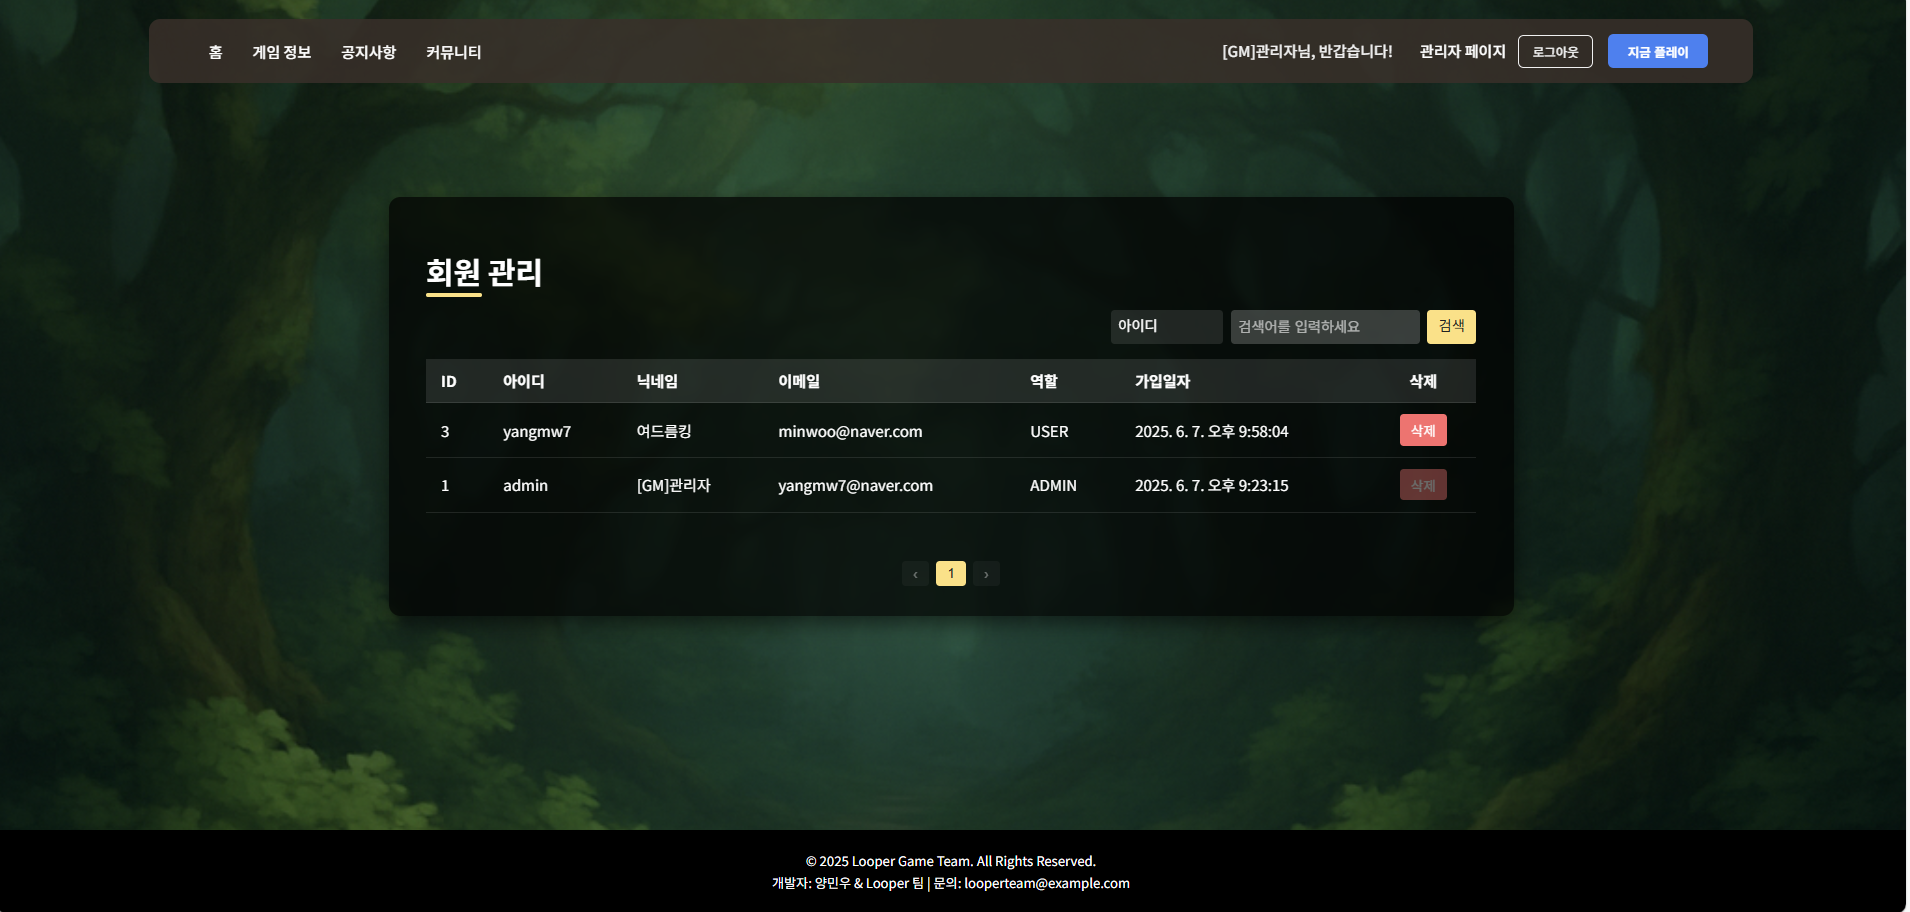 홈 게임 정보 공지사항 커뮤니티 [GM]관리자님, 반갑습니다! 관리자 페이지 로그아웃 지금 플레이
회원 관리
아이디 검색어를 입력하세요 검색
ID 아이디 닉네임 이메일 역할 가입일자 삭제
3 yangmw7 여드름킹 minwoo@naver.com USER 2025. 6. 7. 오후 9:58:04 삭제
1 admin [GM]관리자 yangmw7@naver.com ADMIN 2025. 6. 7. 오후 9:23:15 삭제
‹ 1 ›
© 2025 Looper Game Team. All Rights Reserved.
개발자: 양민우 & Looper 팀 | 문의: looperteam@example.com